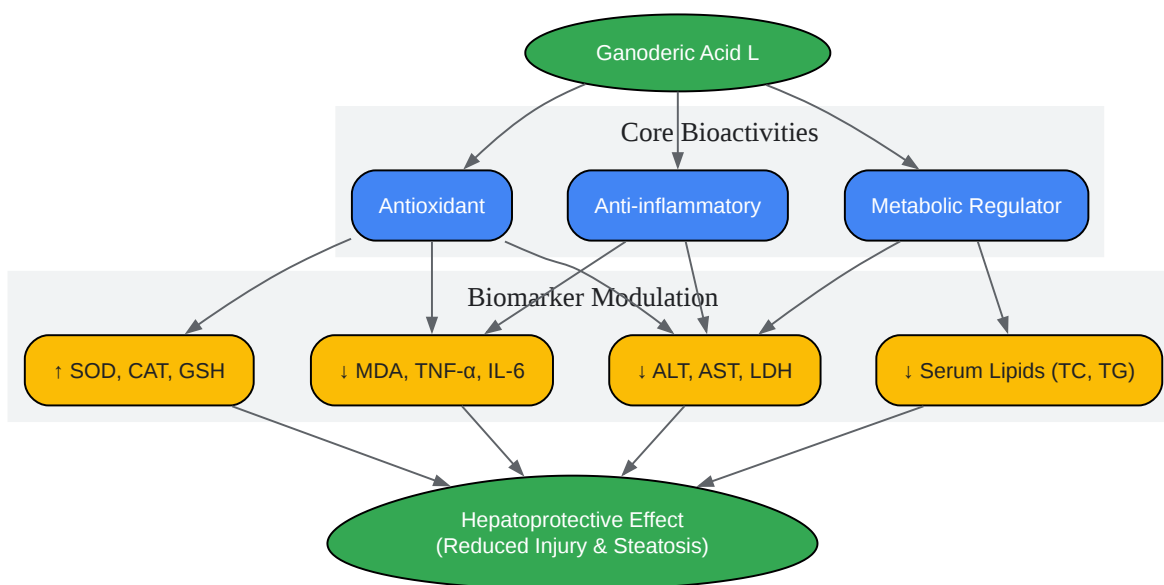 Ganoderic Acid L
Core Bioactivities
Antioxidant
Anti-inflammatory
Metabolic Regulator
Biomarker Modulation
↑ SOD, CAT, GSH
↓ MDA, TNF-α, IL-6
↓ ALT, AST, LDH
↓ Serum Lipids (TC, TG)
Hepatoprotective Effect
(Reduced Injury & Steatosis)